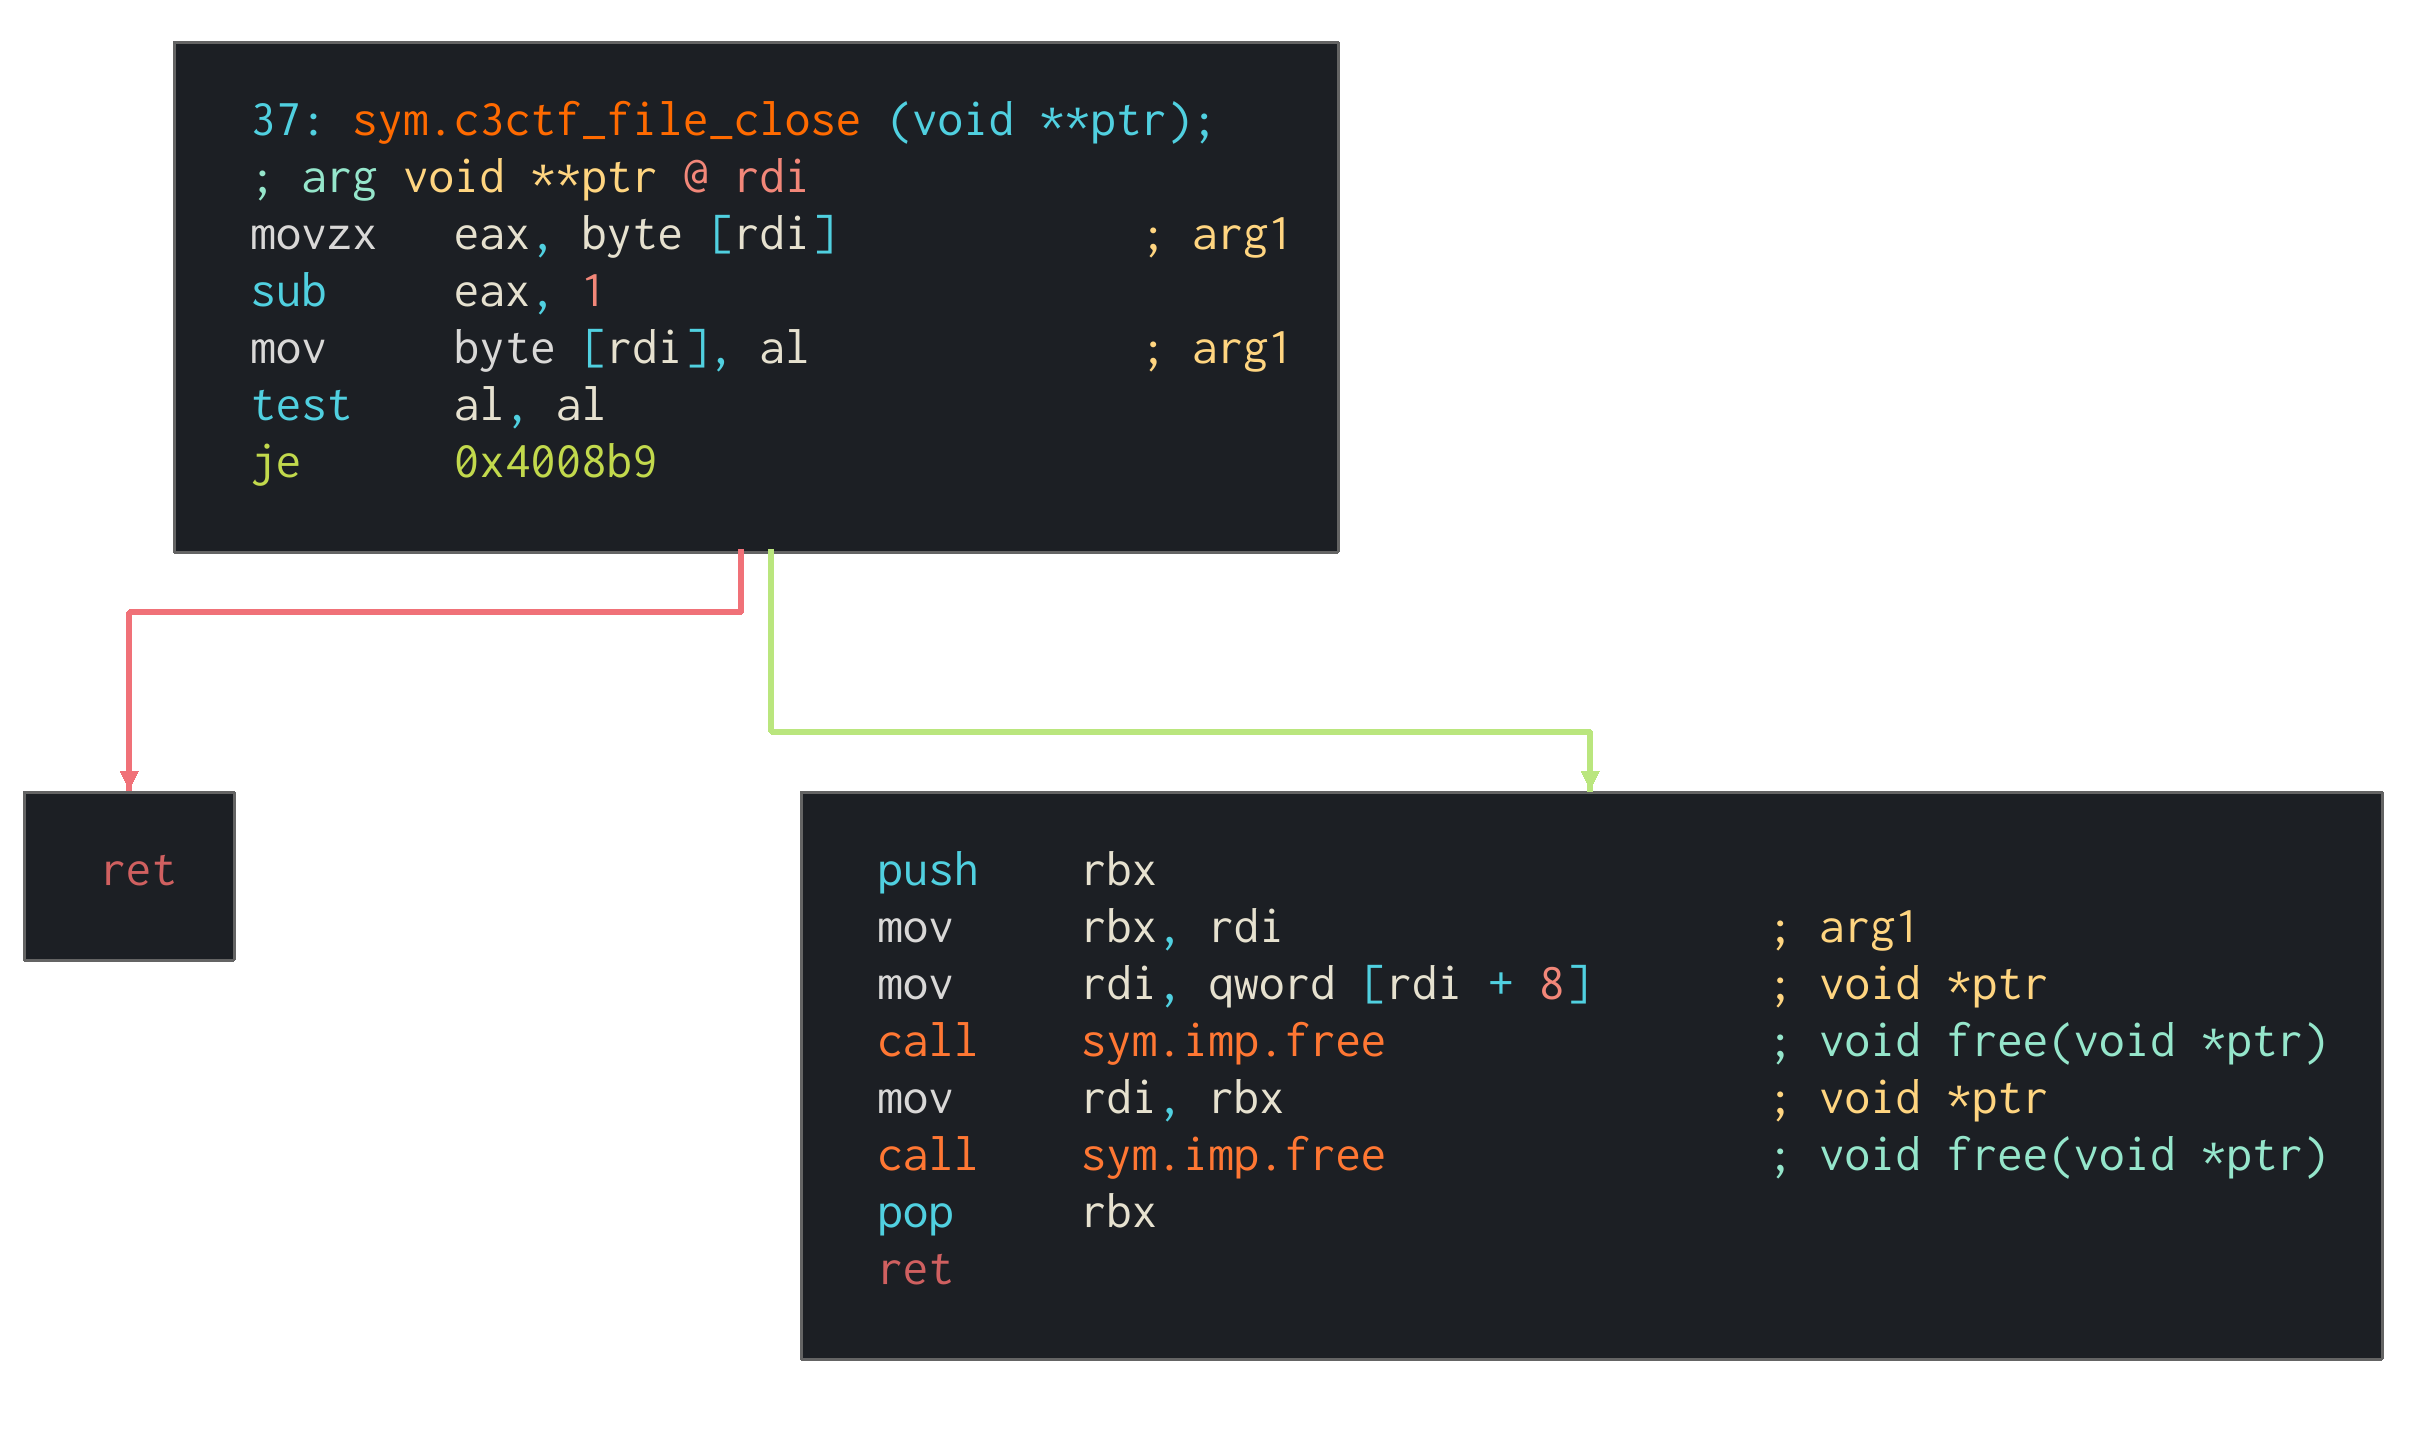 37: sym.c3ctf_file_close (void **ptr);
; arg void **ptr @ rdi
movzx   eax, byte [rdi]            ; arg1
sub     eax, 1
mov     byte [rdi], al             ; arg1
test    al, al
je      0x4008b9
ret
push    rbx
mov     rbx, rdi                   ; arg1
mov     rdi, qword [rdi + 8]       ; void *ptr
call    sym.imp.free               ; void free(void *ptr)
mov     rdi, rbx                   ; void *ptr
call    sym.imp.free               ; void free(void *ptr)
pop     rbx
ret